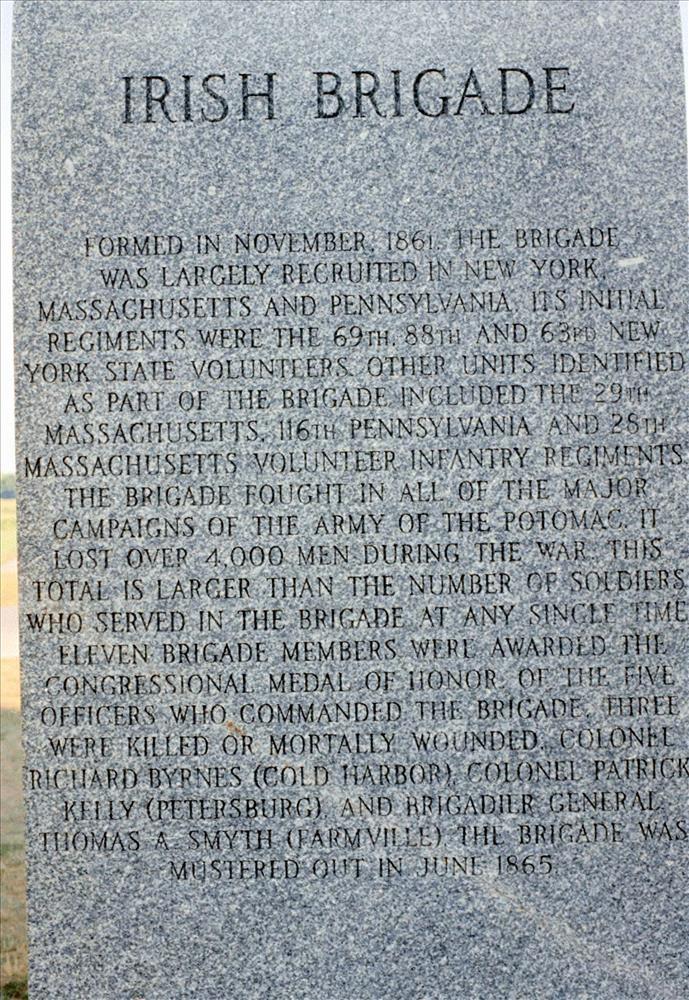 IRISH BRIGADE
FORMED IN NOVEMBER, 1861, THE BRIGADE
WAS LARGELY RECRUITED IN NEW YORK,
MASSACHUSETTS AND PENNSYLVANIA. ITS INITIAL
REGIMENTS WERE THE 69TH, 88TH AND 63RD NEW
YORK STATE VOLUNTEERS. OTHER UNITS IDENTIFIED
AS PART OF THE BRIGADE INCLUDED THE 29TH
MASSACHUSETTS, 116TH PENNSYLVANIA AND 28TH
MASSACHUSETTS VOLUNTEER INFANTRY REGIMENTS.
THE BRIGADE FOUGHT IN ALL OF THE MAJOR
CAMPAIGNS OF THE ARMY OF THE POTOMAC. IT
LOST OVER 4,000 MEN DURING THE WAR. THIS
TOTAL IS LARGER THAN THE NUMBER OF SOLDIERS
WHO SERVED IN THE BRIGADE AT ANY SINGLE TIME.
ELEVEN BRIGADE MEMBERS WERE AWARDED THE
CONGRESSIONAL MEDAL OF HONOR. OF THE FIVE
OFFICERS WHO COMMANDED THE BRIGADE, THREE
WERE KILLED OR MORTALLY WOUNDED, COLONEL
RICHARD BYRNES (COLD HARBOR), COLONEL PATRICK
KELLY (PETERSBURG), AND BRIGADIER GENERAL
THOMAS A. SMYTH (FARMVILLE). THE BRIGADE WAS
MUSTERED OUT IN JUNE 1865.